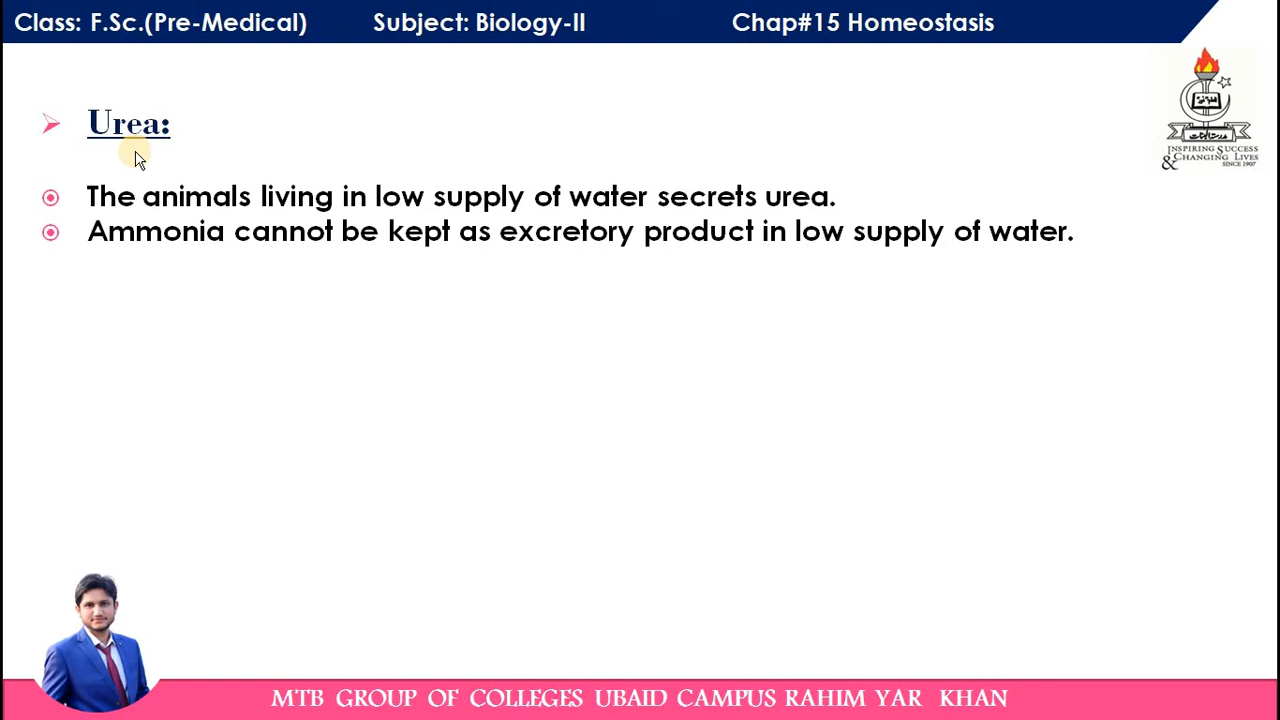 Class: F.Sc.(Pre-Medical) Subject: Biology-II Chap#15 Homeostasis
Urea:
The animals living in low supply of water secrets urea.
Ammonia cannot be kept as excretory product in low supply of water.
INSPIRING SUCCESS
& CHANGING LIVES
SINCE 1907
MTB GROUP OF COLLEGES UBAID CAMPUS RAHIM YAR KHAN